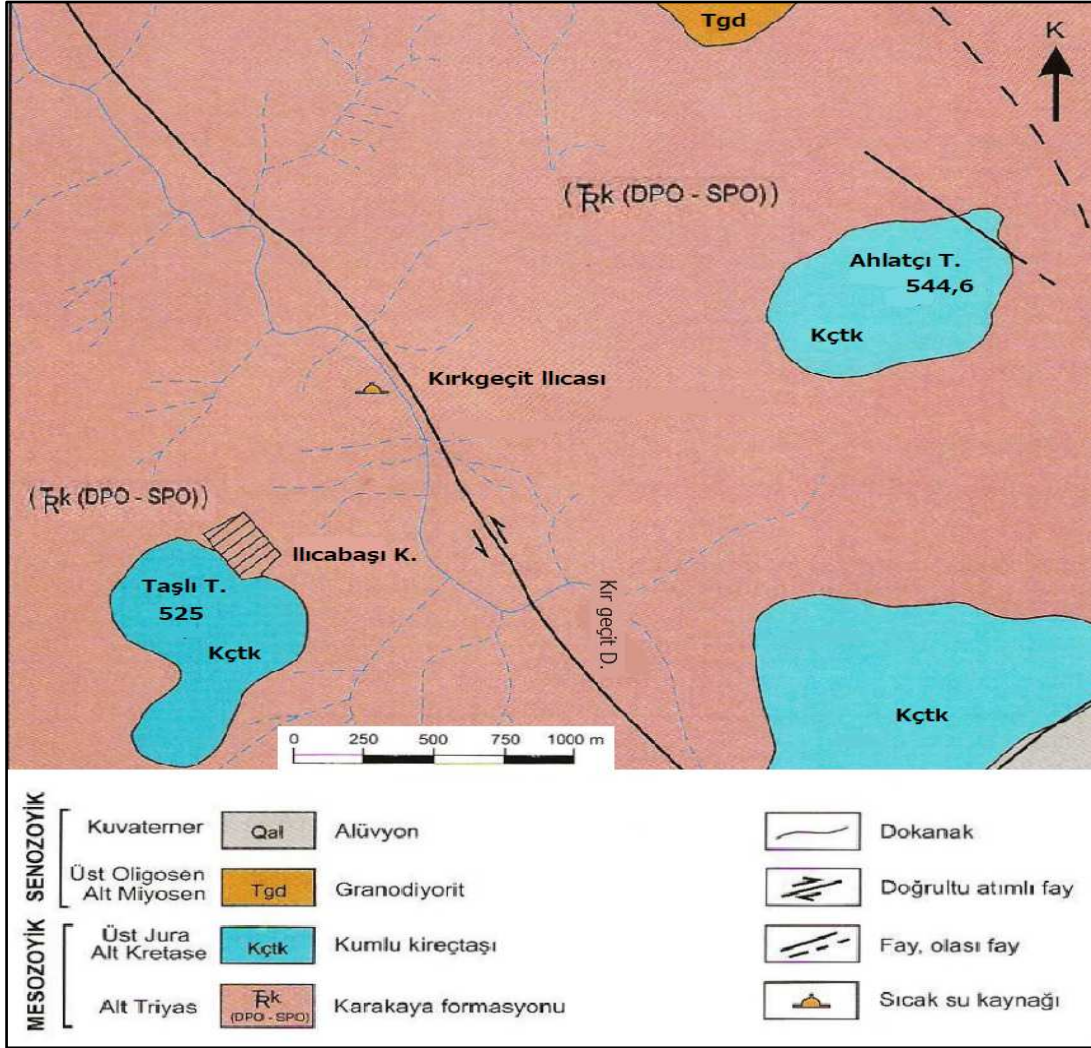 Tgd
K
(TRk (DPO - SPO))
Ahlatçı T.
544,6
Kçtk
Kırkgeçit Ilıcası
(TRk (DPO - SPO))
Ilıcabaşı K.
Taşlı T.
525
Kçtk
Kır geçit D.
Kçtk
0 250 500 750 1000 m
SENOZOYİK
Kuvaterner Qal Alüvyon
Üst Oligosen
Alt Miyosen Tgd Granodiyorit
MESOZOYİK
Üst Jura
Alt Kretase Kçtk Kumlu kireçtaşı
Alt Triyas TRk (DPO-SPO) Karakaya formasyonu
Dokanak
Doğrultu atımlı fay
Fay, olası fay
Sıcak su kaynağı